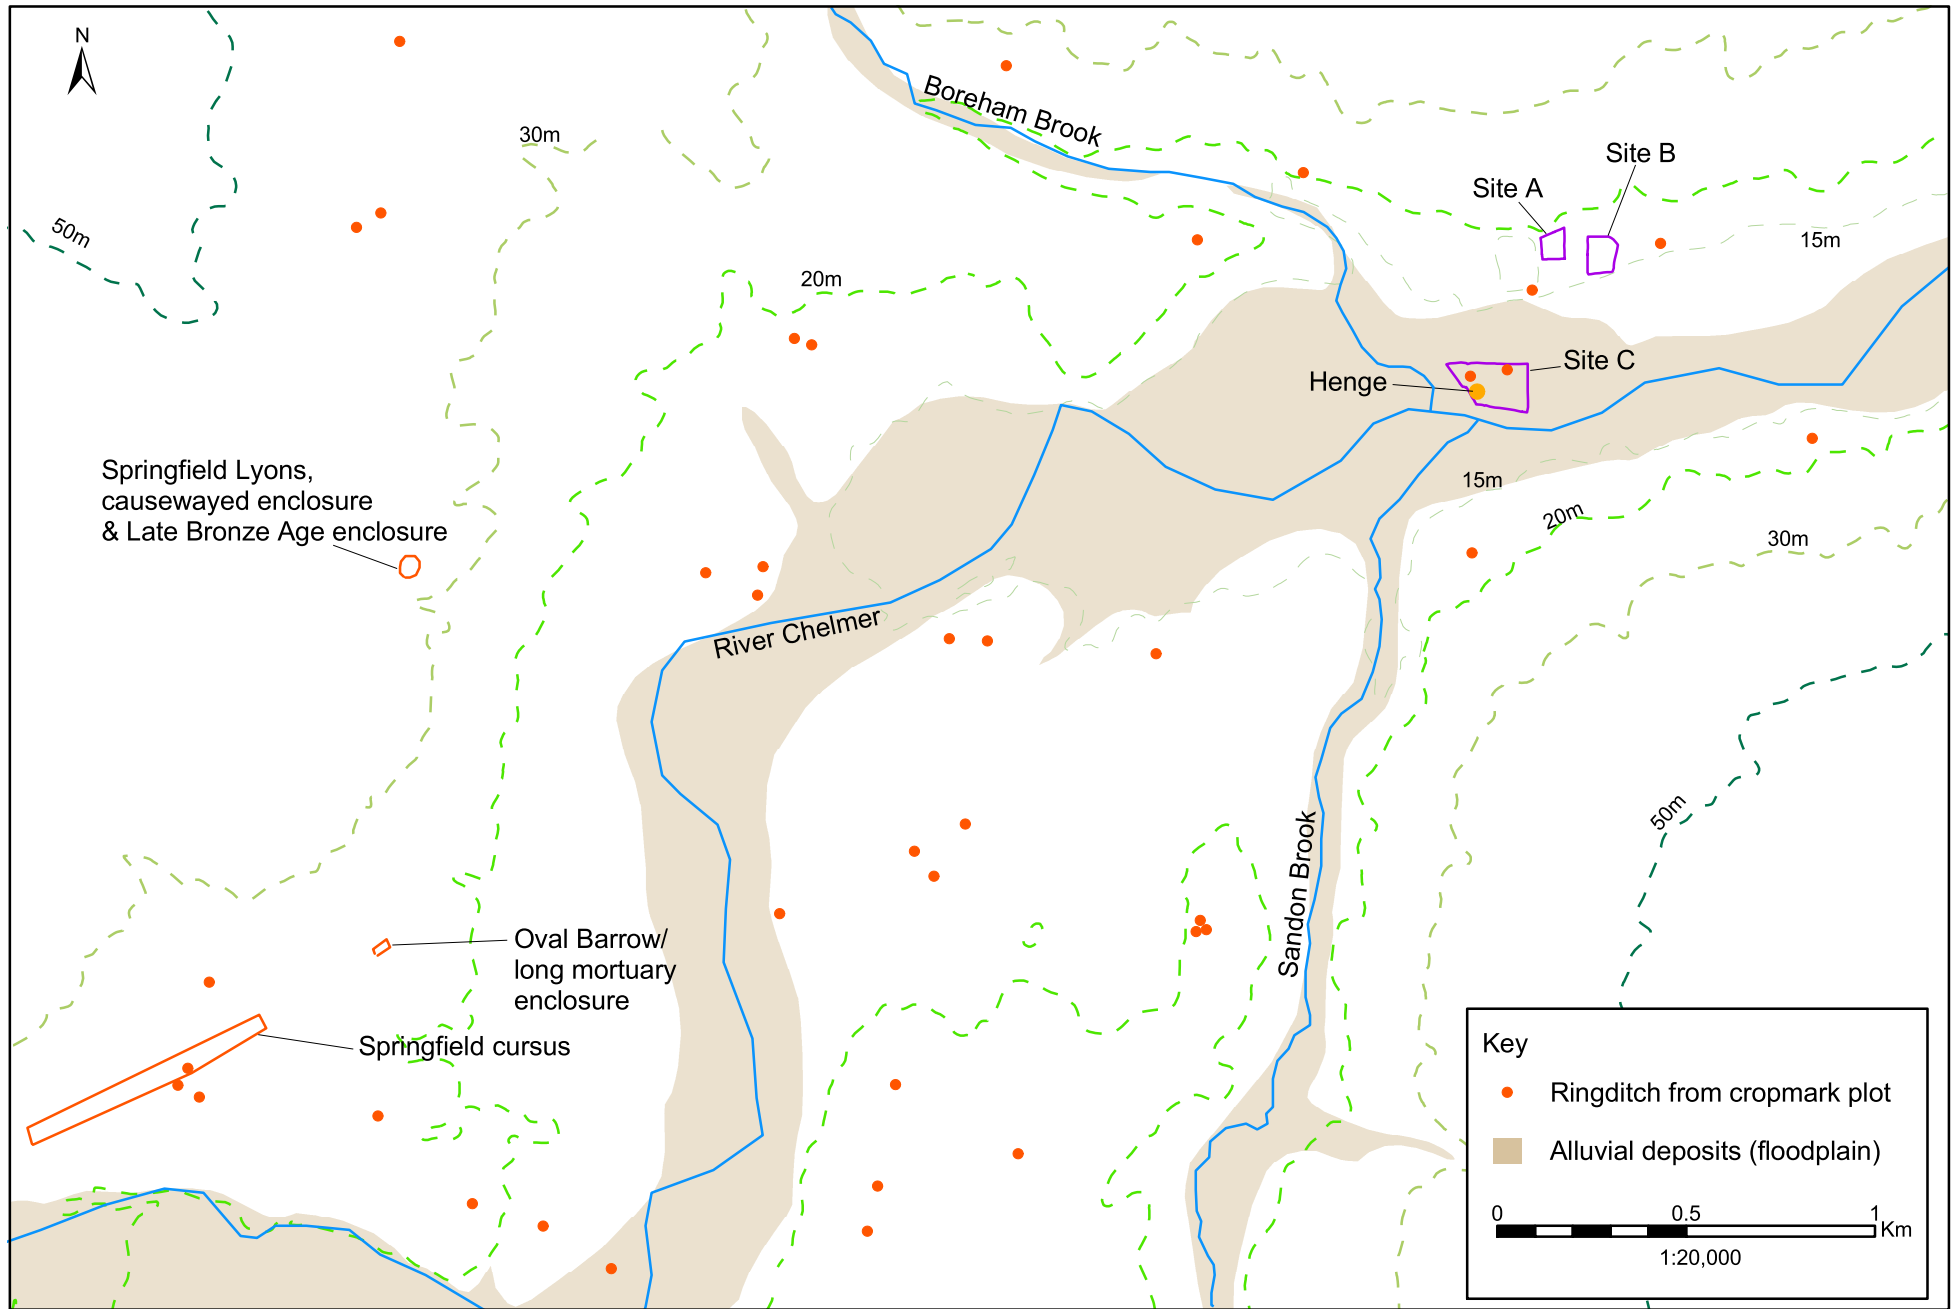 N
Boreham Brook
30m
Site B
Site A
50m
15m
20m
Site C
Henge
Springfield Lyons,
causewayed enclosure
& Late Bronze Age enclosure
15m
20m
30m
River Chelmer
50m
Sandon Brook
Oval Barrow/
long mortuary
enclosure
Springfield cursus
Key
Ringditch from cropmark plot
Alluvial deposits (floodplain)
0 0.5 1
Km
1:20,000